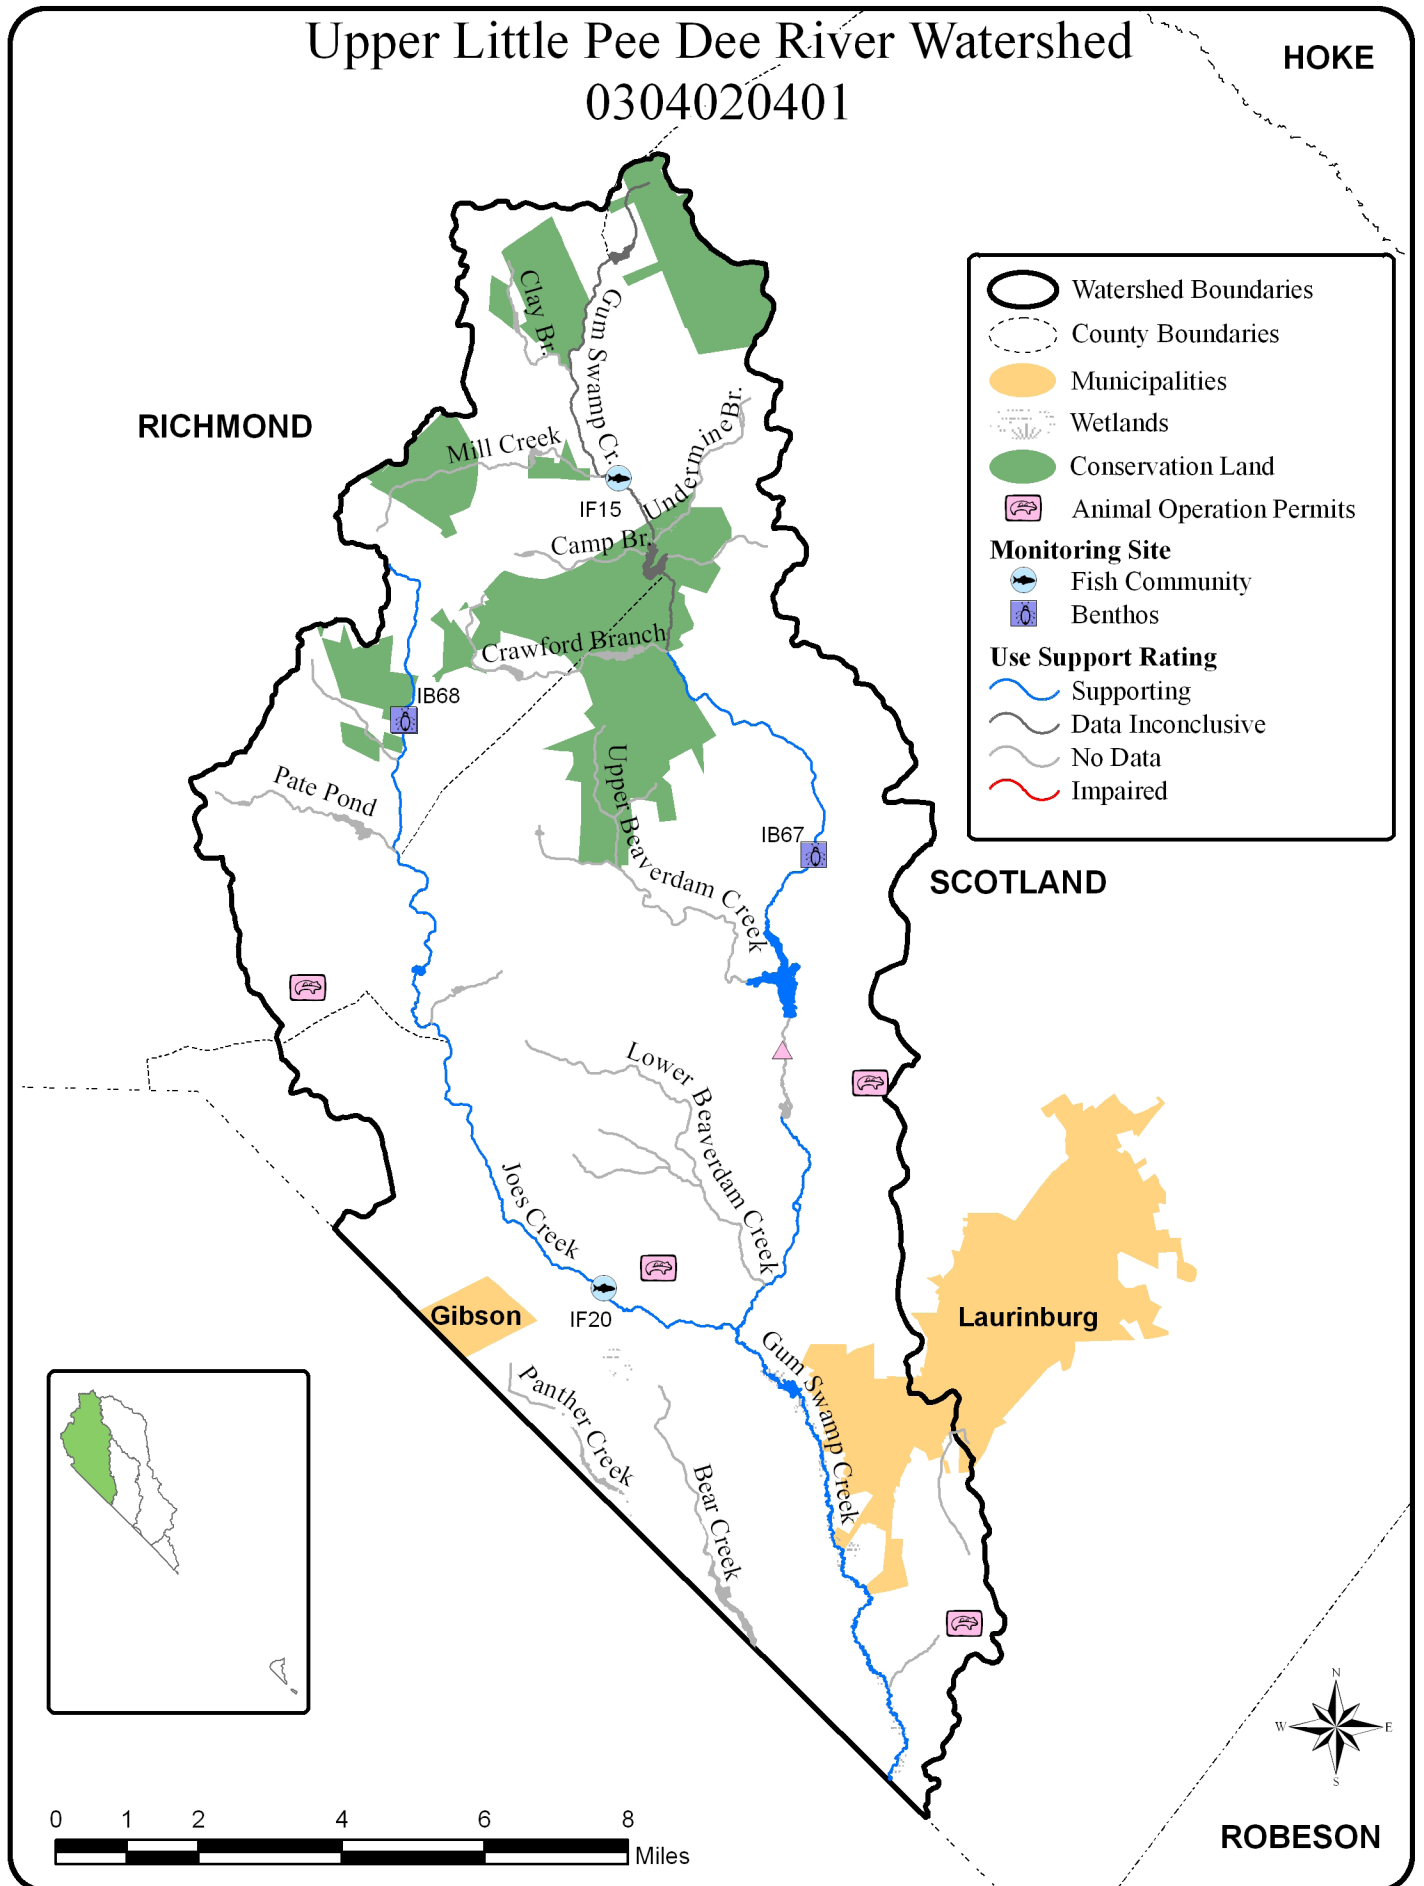 Upper Little Pee Dee River Watershed
0304020401
HOKE
Watershed Boundaries
County Boundaries
Municipalities
Wetlands
Conservation Land
Animal Operation Permits
Monitoring Site
Fish Community
Benthos
Use Support Rating
Supporting
Data Inconclusive
No Data
Impaired
RICHMOND
Clay Br.
Gum Swamp Cr.
Mill Creek
Undermine Br.
IF15
Camp Br.
Crawford Branch
IB68
Pate Pond
Upper Beaverdam Creek
IB67
SCOTLAND
Lower Beaverdam Creek
Joes Creek
IF20
Gibson
Laurinburg
Gum Swamp Creek
Panther Creek
Bear Creek
N
W
E
S
0 1 2 4 6 8
Miles
ROBESON